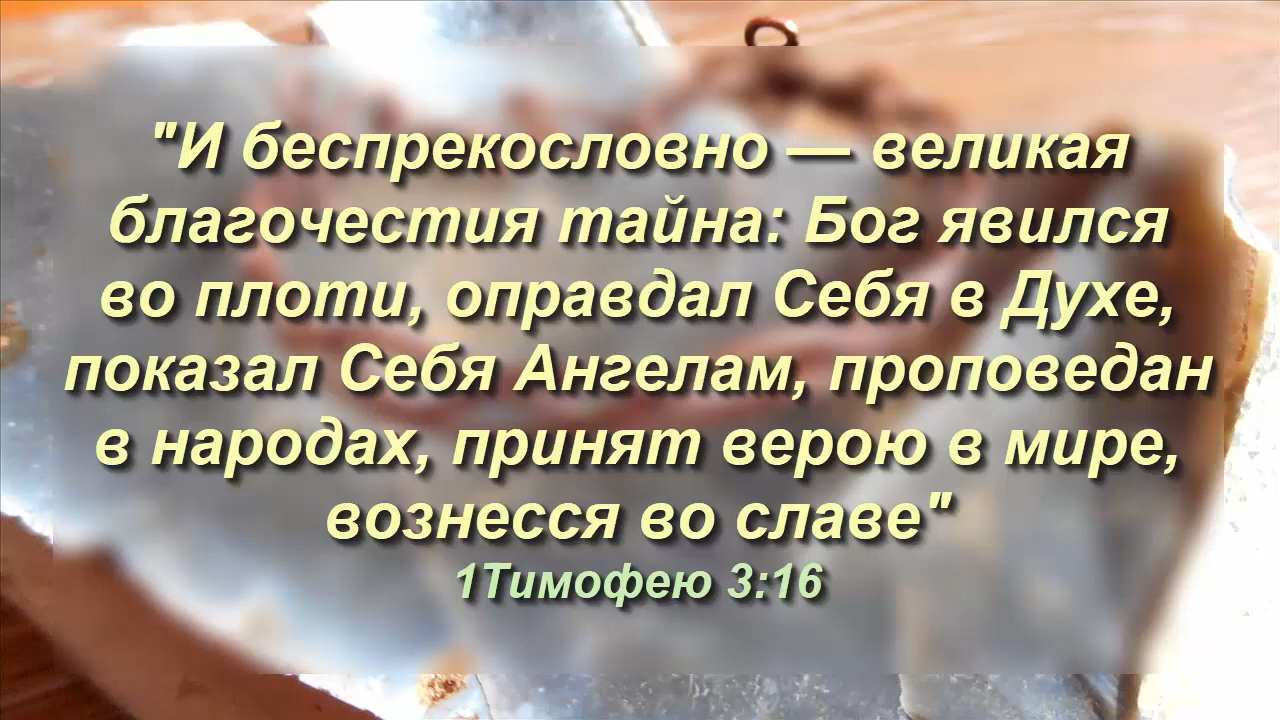 "И беспрекословно — великая
благочестия тайна: Бог явился
во плоти, оправдал Себя в Духе,
показал Себя Ангелам, проповедан
в народах, принят верою в мире,
вознесся во славе"
1Тимофею 3:16